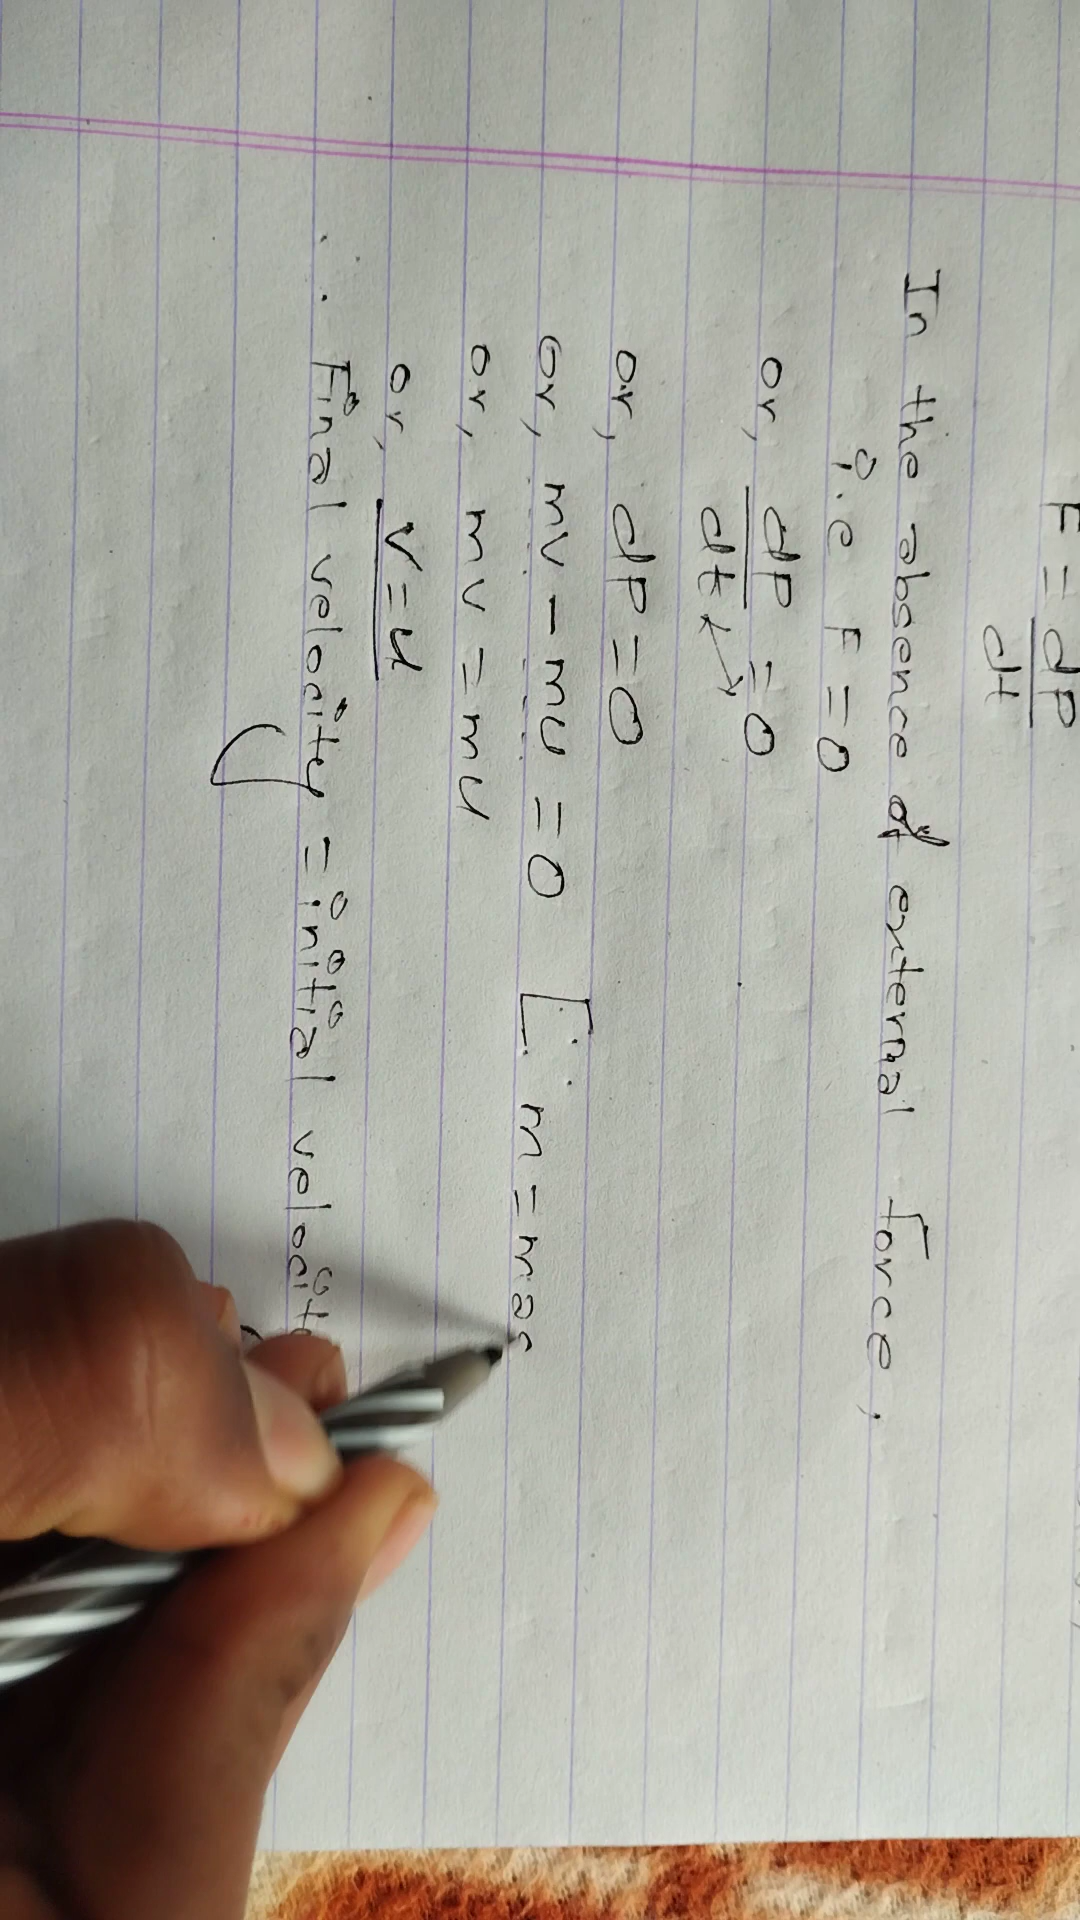 F = dP/dt
In the absence of external force,
i.e F = 0
or, dP/dt = 0
or, dP = 0
or, mv - mu = 0 [∵ m = mas
or, mv = mu
or, v = u
∴ Final velocity = initial velocity